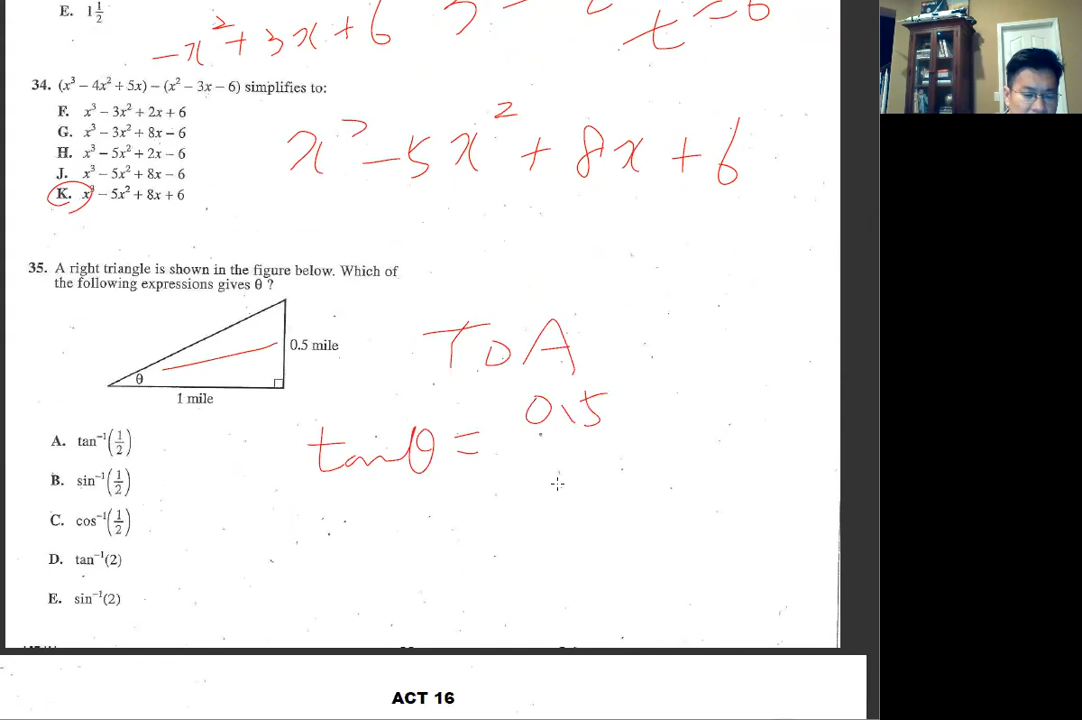 E. 1 1/2
-x² + 3x + 6
t = 6
34. (x³ – 4x² + 5x) – (x² – 3x – 6) simplifies to:
F. x³ – 3x² + 2x + 6
G. x³ – 3x² + 8x – 6
H. x³ – 5x² + 2x – 6
J. x³ – 5x² + 8x – 6
K. x³ – 5x² + 8x + 6
x³ - 5x² + 8x + 6
35. A right triangle is shown in the figure below. Which of
the following expressions gives θ ?
0.5 mile
θ
1 mile
TOA
tanθ = 0.5
A. tan⁻¹(1/2)
B. sin⁻¹(1/2)
C. cos⁻¹(1/2)
D. tan⁻¹(2)
E. sin⁻¹(2)
ACT 16